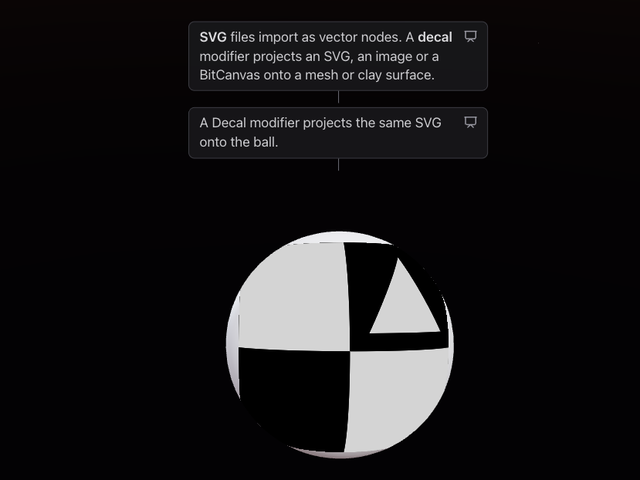 SVG files import as vector nodes. A decal
modifier projects an SVG, an image or a
BitCanvas onto a mesh or clay surface.
A Decal modifier projects the same SVG
onto the ball.